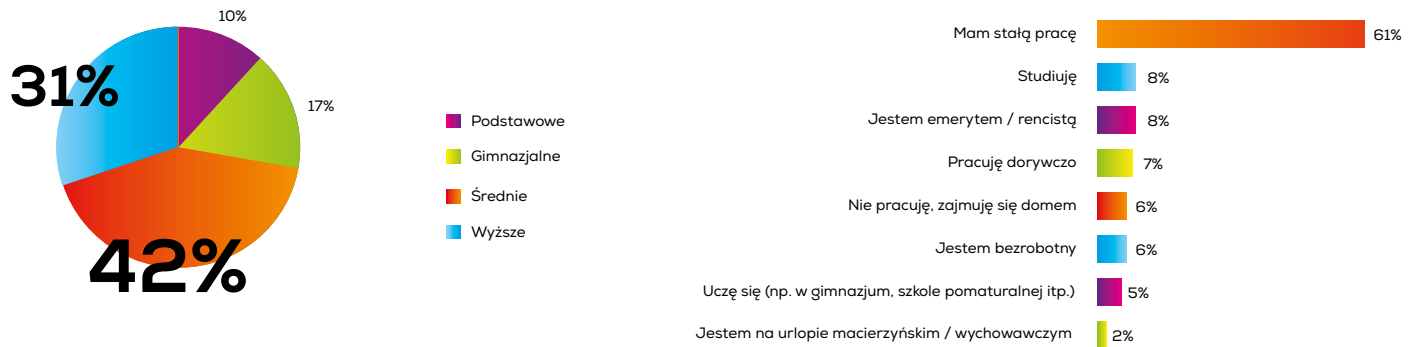 10%
31%
17%
42%
Podstawowe
Gimnazjalne
Średnie
Wyższe
Mam stałą pracę 61%
Studiuję 8%
Jestem emerytem / rencistą 8%
Pracuję dorywczo 7%
Nie pracuję, zajmuję się domem 6%
Jestem bezrobotny 6%
Uczę się (np. w gimnazjum, szkole pomaturalnej itp.) 5%
Jestem na urlopie macierzyńskim / wychowawczym 2%